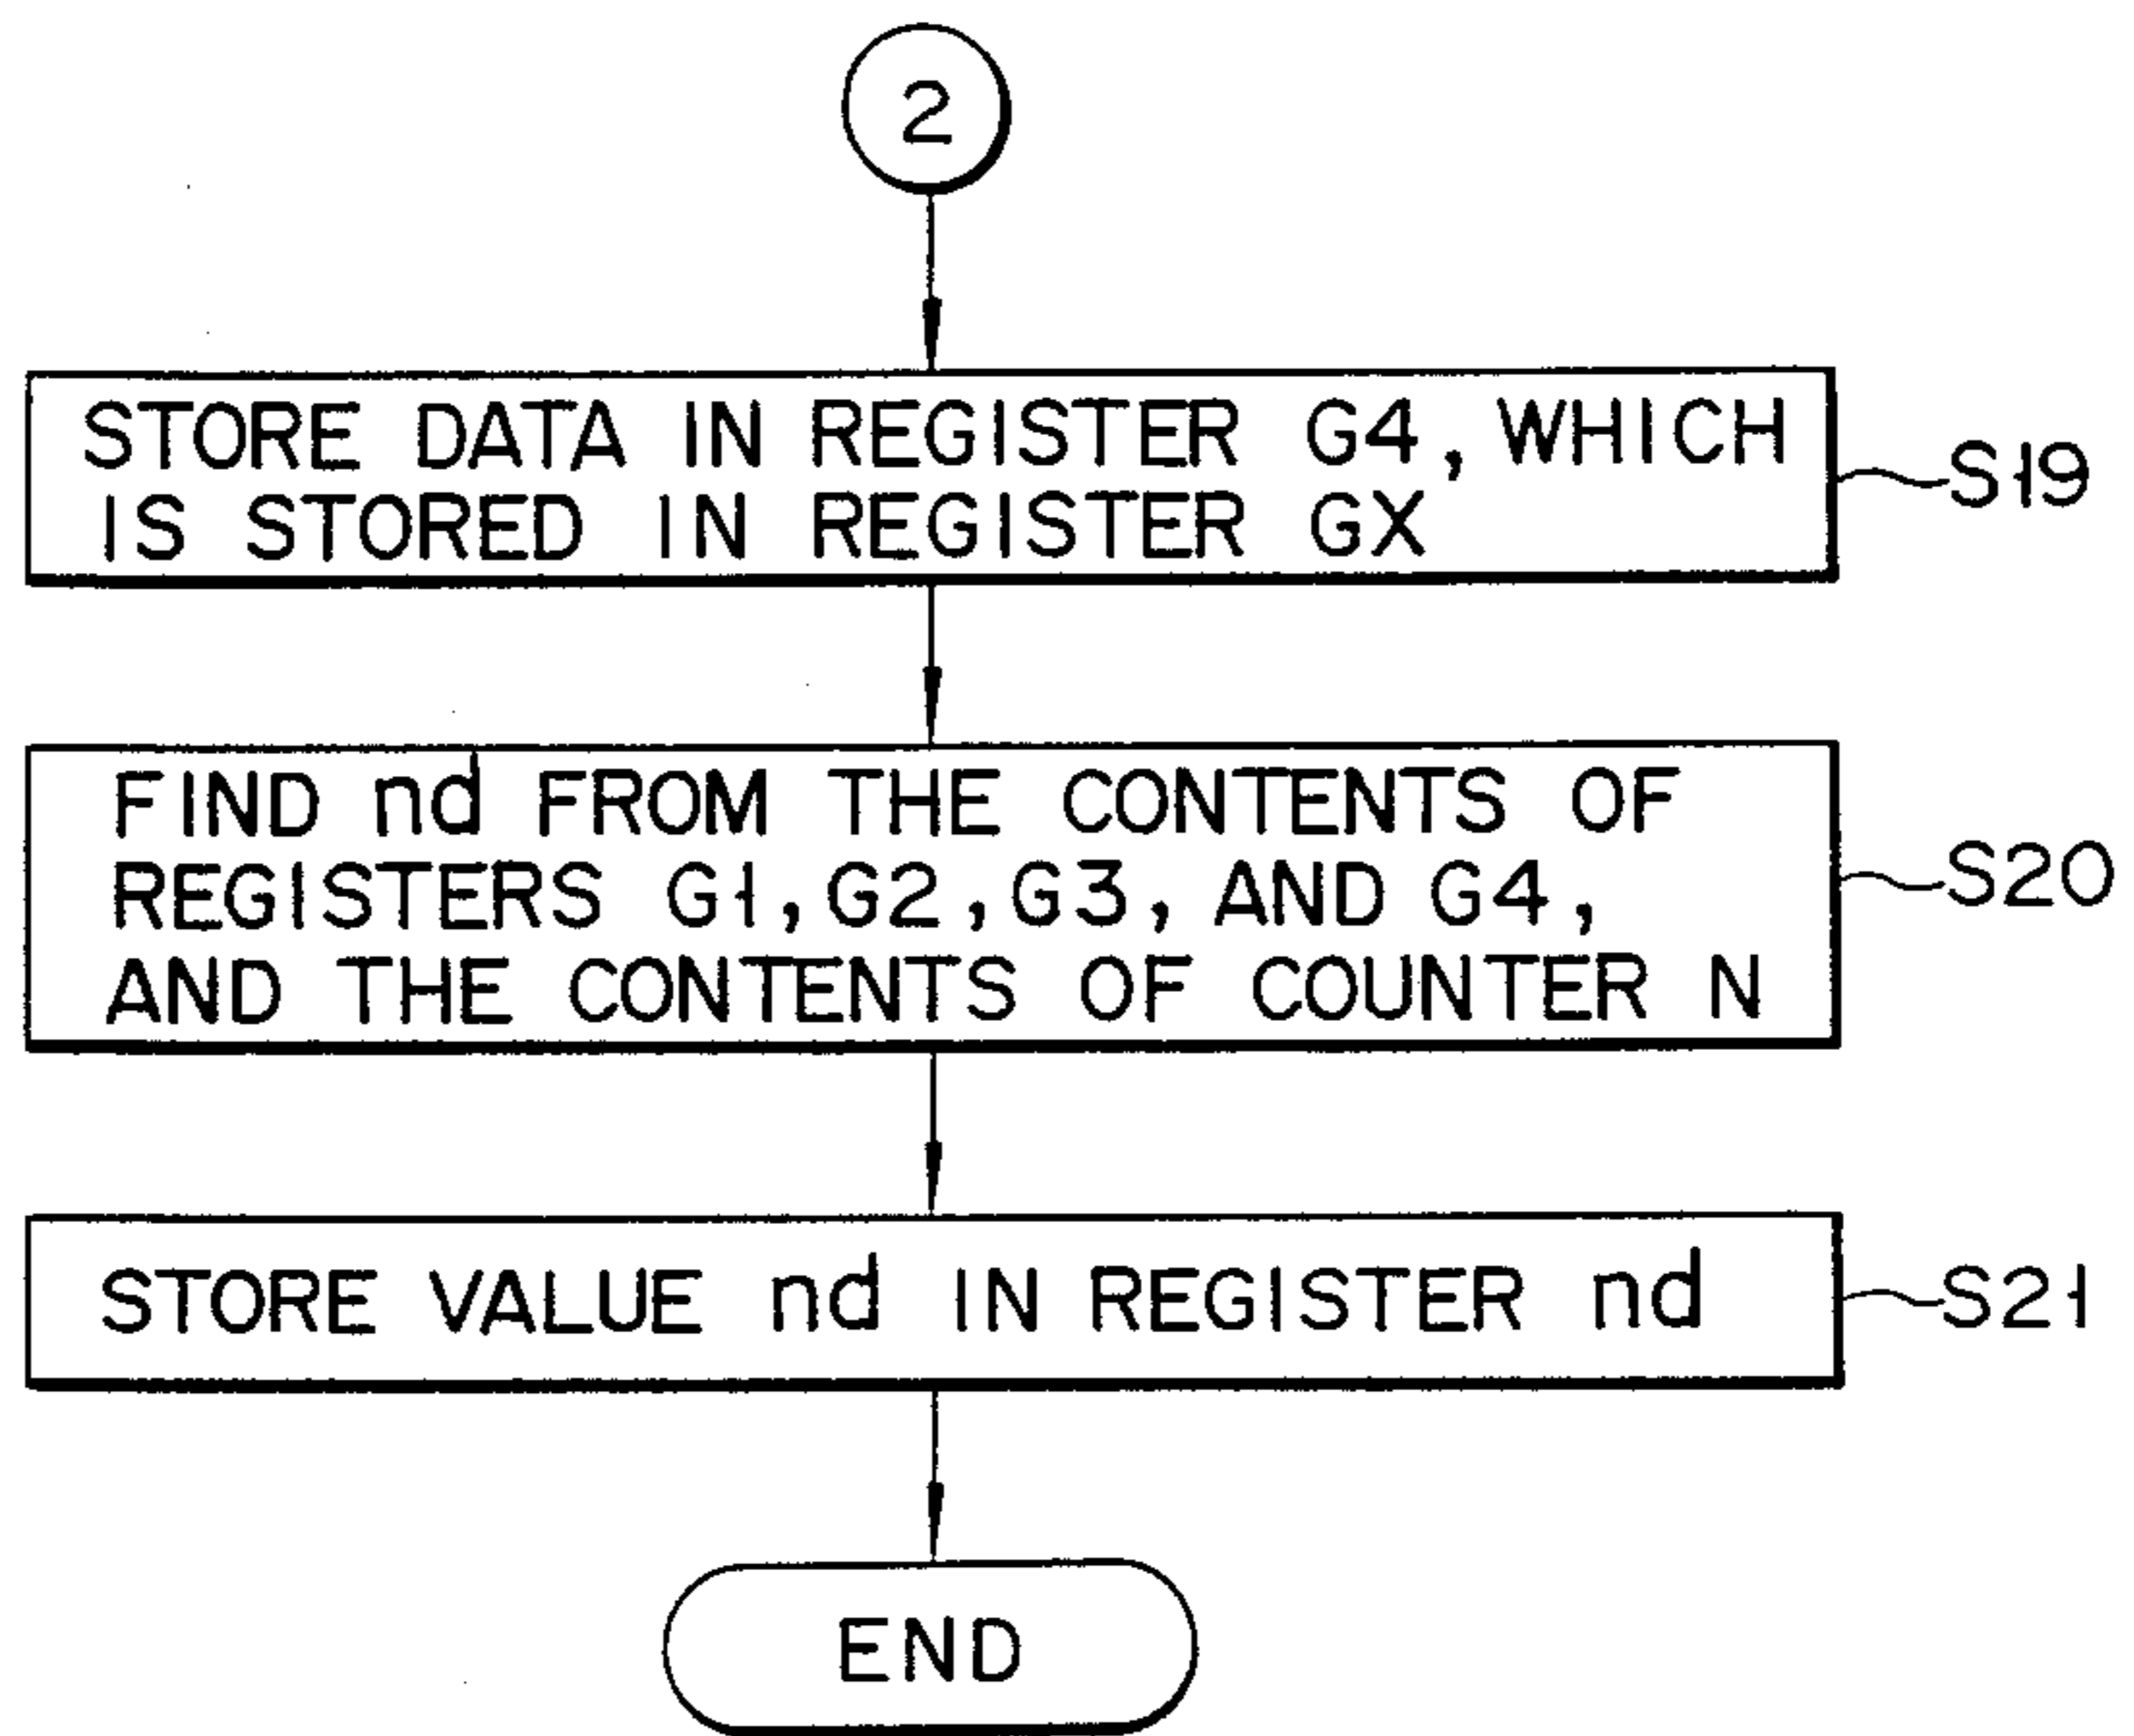 2
STORE DATA IN REGISTER G4, WHICH
IS STORED IN REGISTER GX
S19
FIND nd FROM THE CONTENTS OF
REGISTERS G1, G2, G3, AND G4,
AND THE CONTENTS OF COUNTER N
S20
STORE VALUE nd IN REGISTER nd
S21
END